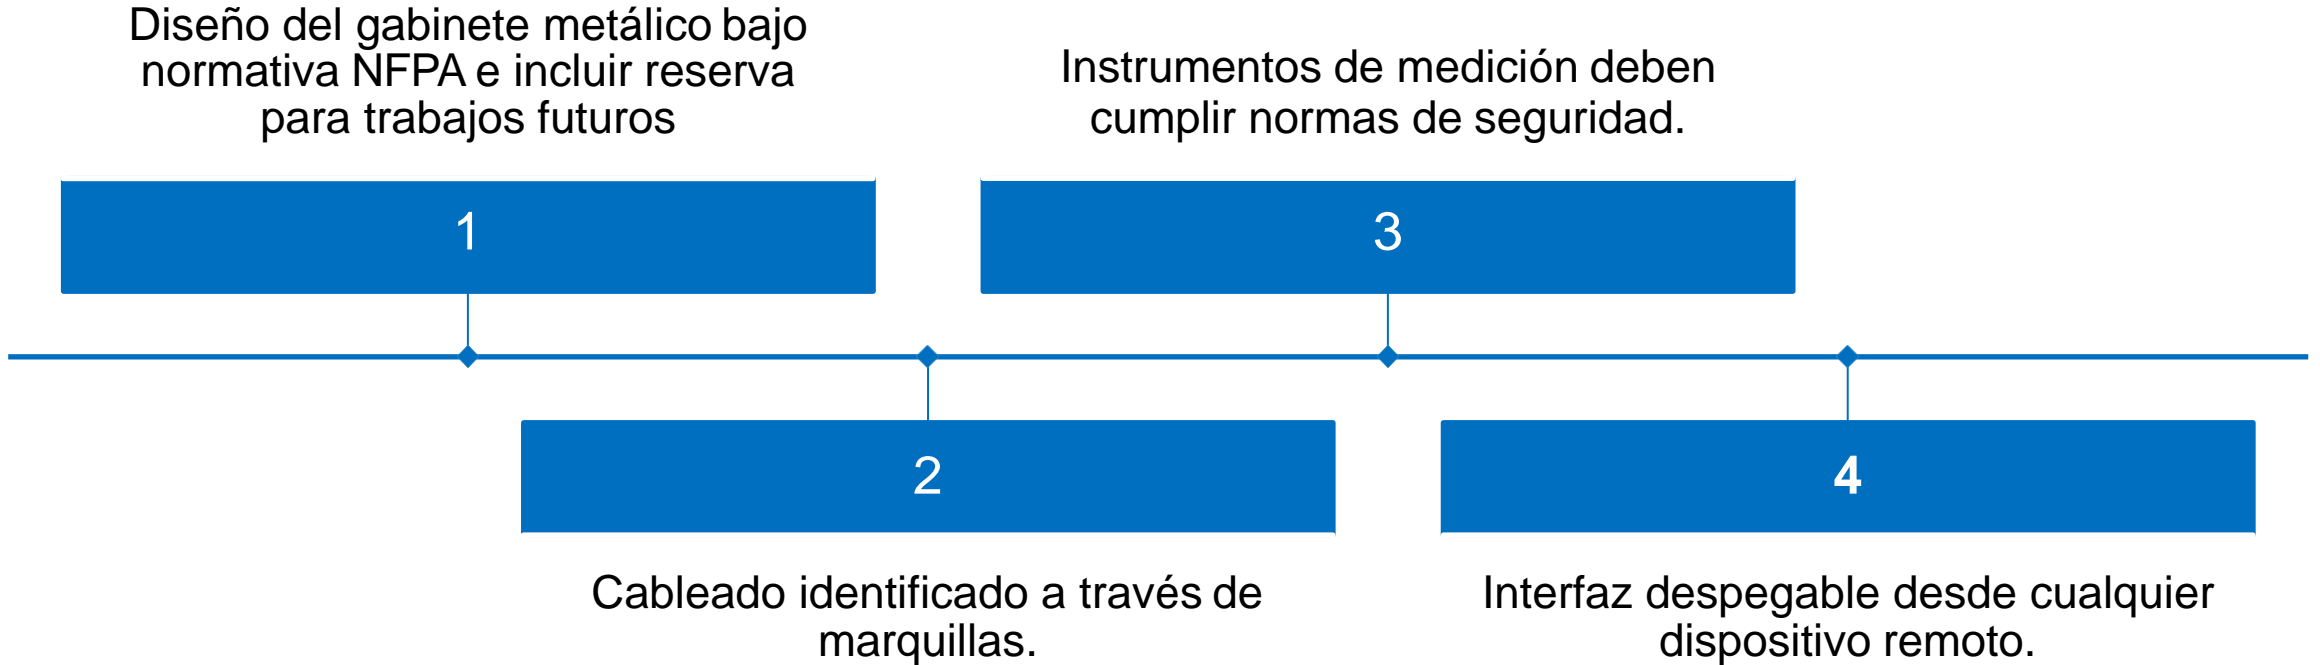 Diseño del gabinete metálico bajo
normativa NFPA e incluir reserva
para trabajos futuros
1
2
Cableado identificado a través de
marquillas.
Instrumentos de medición deben
cumplir normas de seguridad.
3
4
Interfaz despegable desde cualquier
dispositivo remoto.